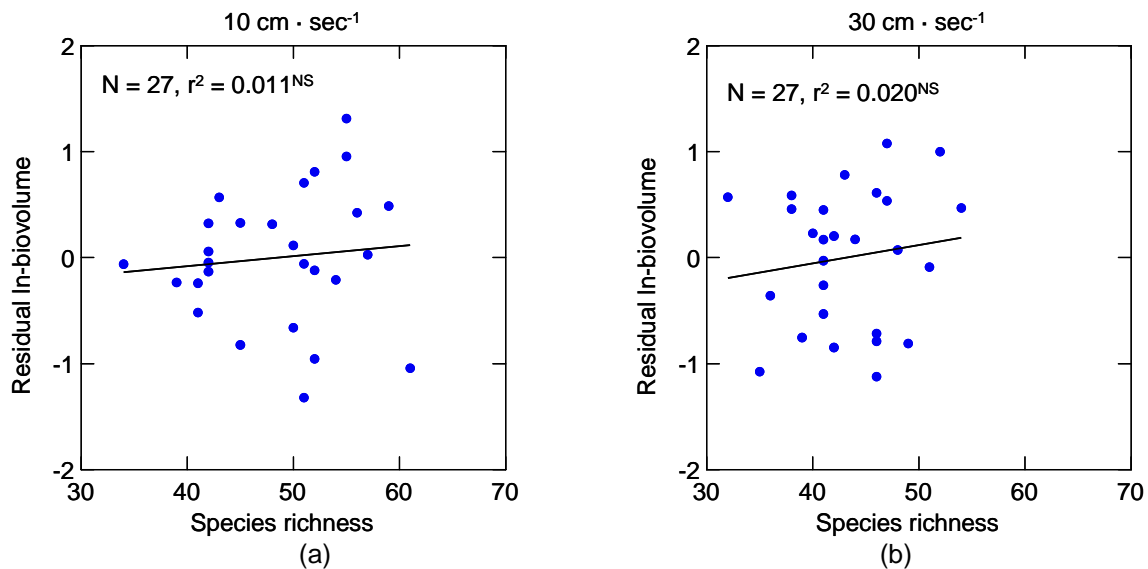 10 cm · sec⁻¹
N = 27, r² = 0.011ᴺˢ
2
1
0
-1
-2
Residual ln-biovolume
30 40 50 60 70
Species richness
(a)
30 cm · sec⁻¹
N = 27, r² = 0.020ᴺˢ
2
1
0
-1
-2
Residual ln-biovolume
30 40 50 60 70
Species richness
(b)